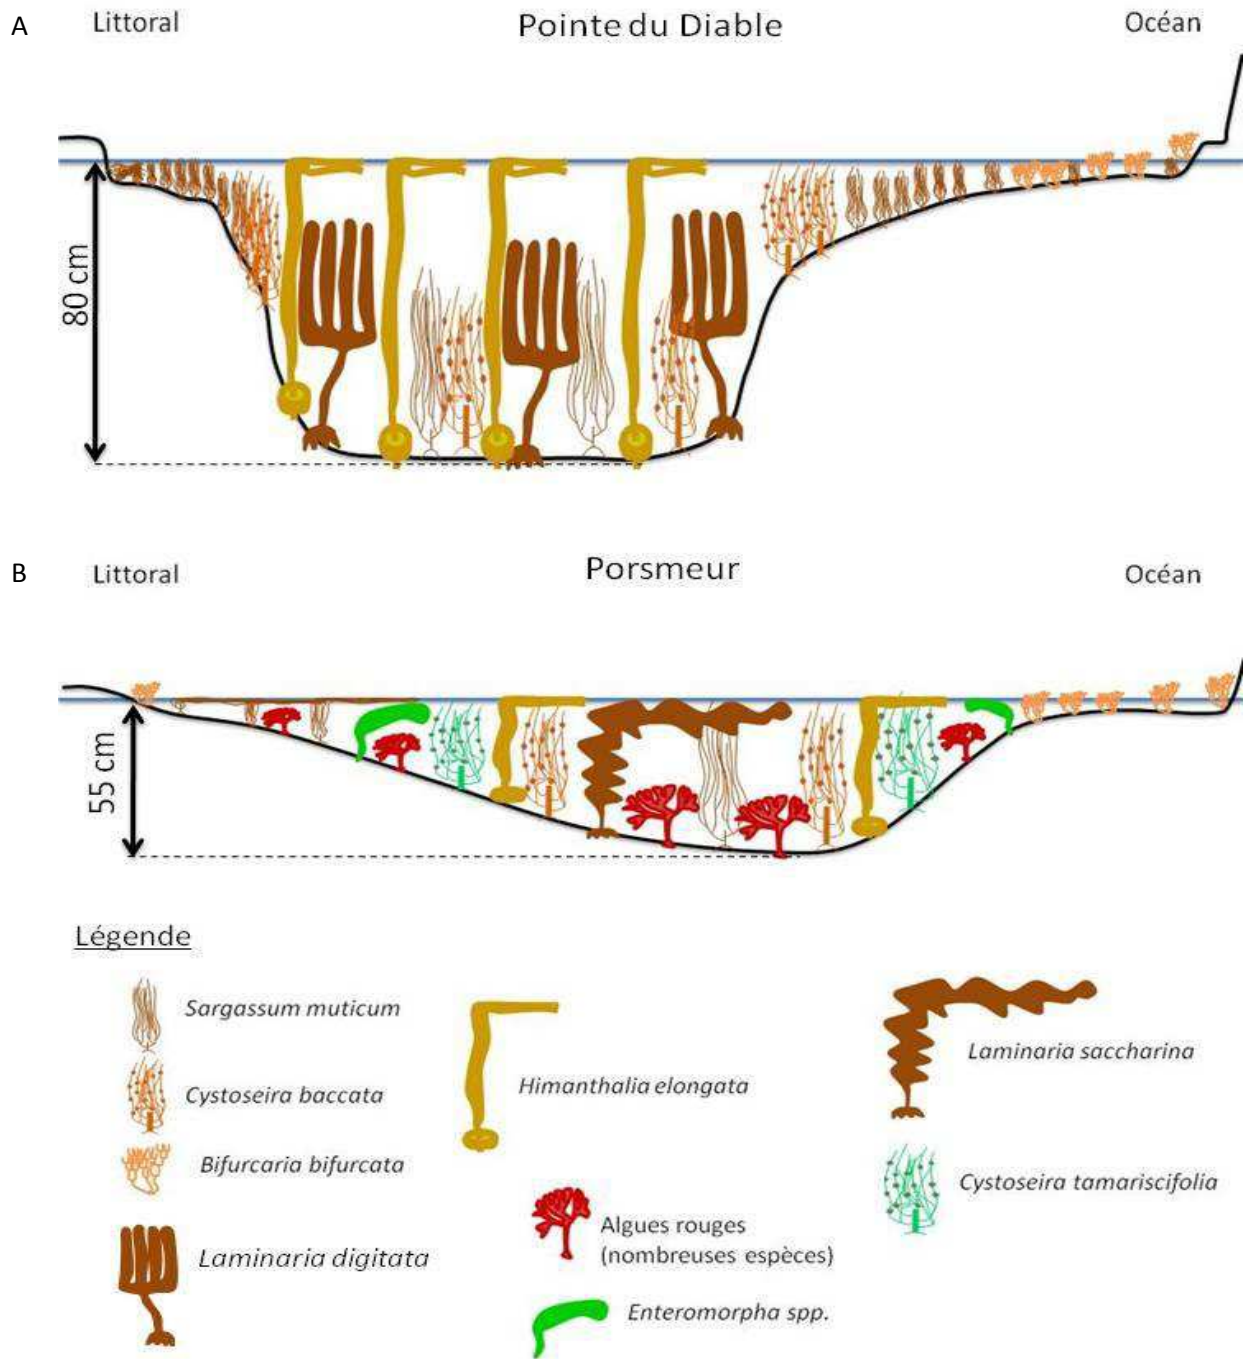 A
Littoral
Pointe du Diable
Océan
80 cm
B
Littoral
Porsmeur
Océan
55 cm
Légende
Sargassum muticum
Cystoseira baccata
Bifurcaria bifurcata
Laminaria digitata
Himanthalia elongata
Algues rouges
(nombreuses espèces)
Enteromorpha spp.
Laminaria saccharina
Cystoseira tamariscifolia